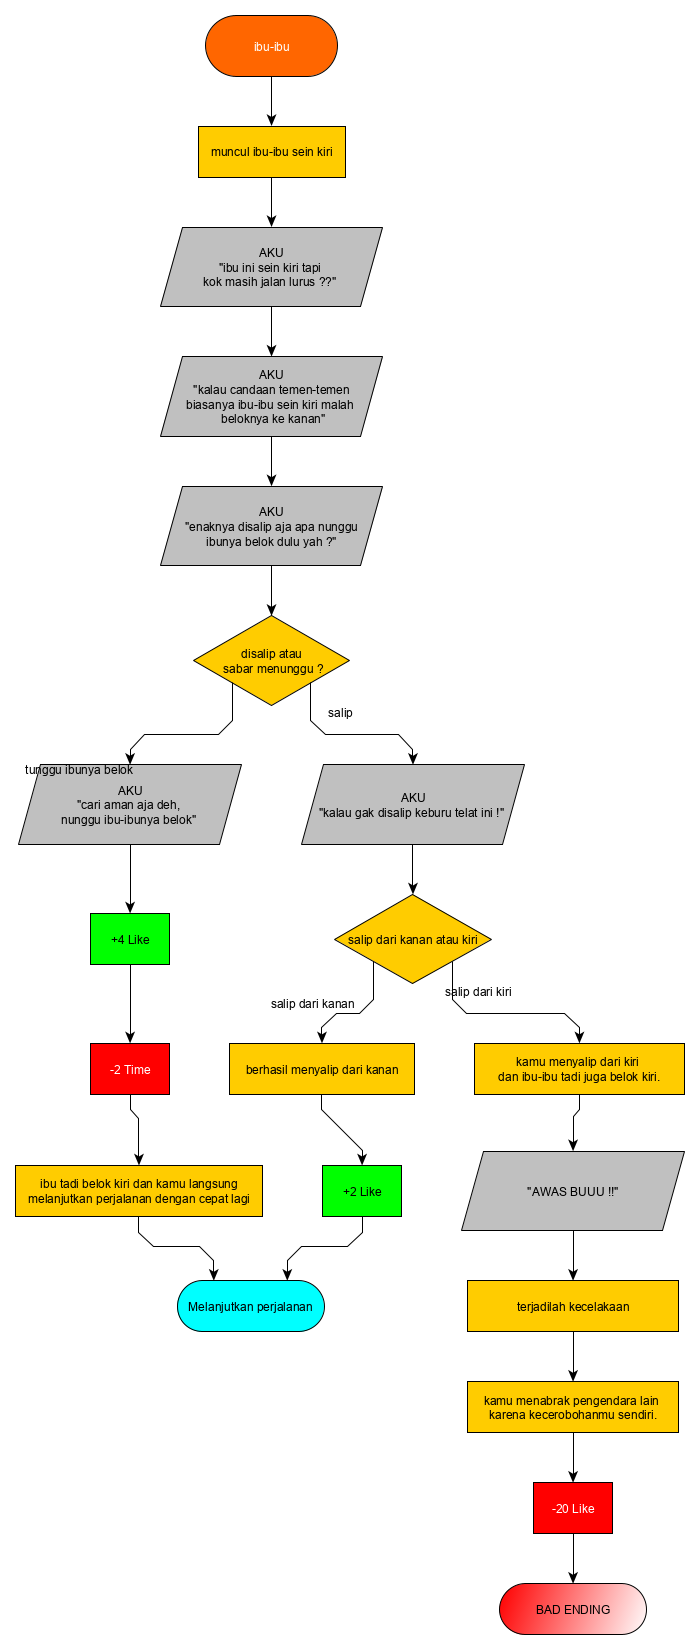 ibu-ibu
muncul ibu-ibu sein kiri
AKU
"ibu ini sein kiri tapi
kok masih jalan lurus ??"
AKU
"kalau candaan temen-temen
biasanya ibu-ibu sein kiri malah
beloknya ke kanan"
AKU
"enaknya disalip aja apa nunggu
ibunya belok dulu yah ?"
disalip atau
sabar menunggu ?
salip
tunggu ibunya belok
AKU
"cari aman aja deh,
nunggu ibu-ibunya belok"
AKU
"kalau gak disalip keburu telat ini !"
+4 Like
salip dari kanan atau kiri
salip dari kanan
salip dari kiri
-2 Time
berhasil menyalip dari kanan
kamu menyalip dari kiri
dan ibu-ibu tadi juga belok kiri.
ibu tadi belok kiri dan kamu langsung
melanjutkan perjalanan dengan cepat lagi
+2 Like
"AWAS BUUU !!"
Melanjutkan perjalanan
terjadilah kecelakaan
kamu menabrak pengendara lain
karena kecerobohanmu sendiri.
-20 Like
BAD ENDING